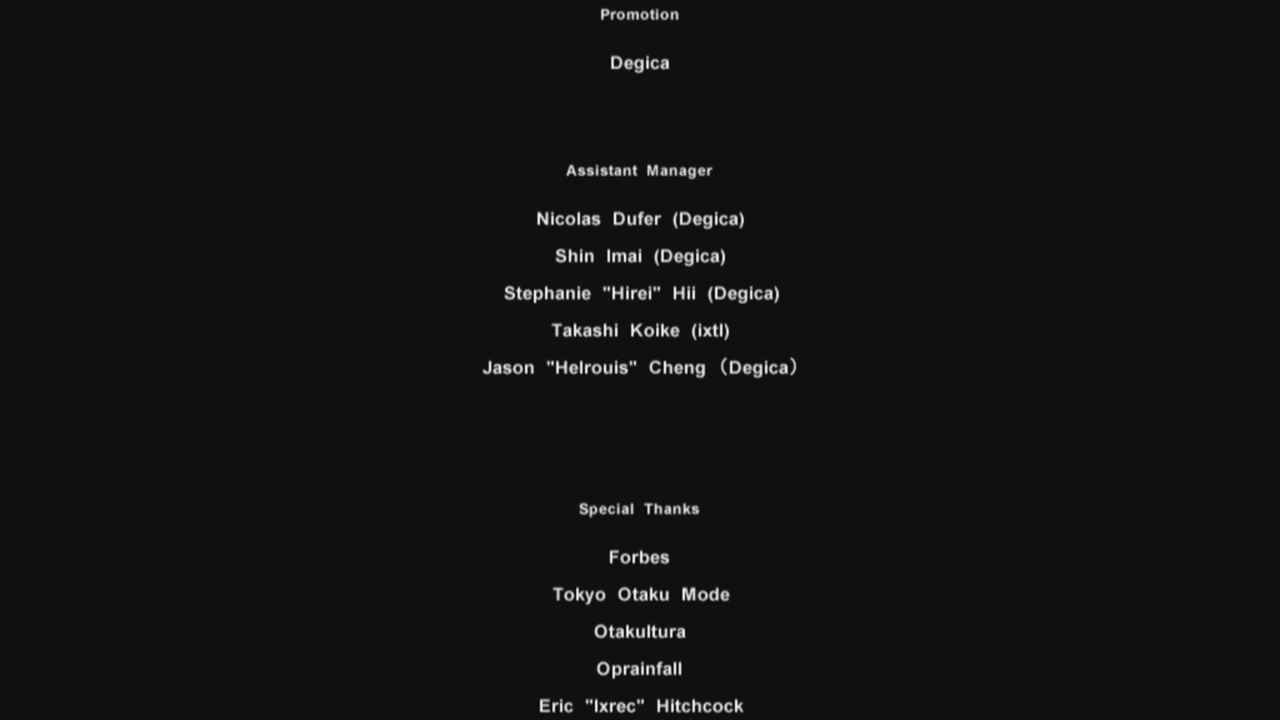 Promotion
Degica
Assistant Manager
Nicolas Dufer (Degica)
Shin Imai (Degica)
Stephanie "Hirei" Hii (Degica)
Takashi Koike (ixtl)
Jason "Helrouis" Cheng（Degica）
Special Thanks
Forbes
Tokyo Otaku Mode
Otakultura
Oprainfall
Eric "Ixrec" Hitchcock